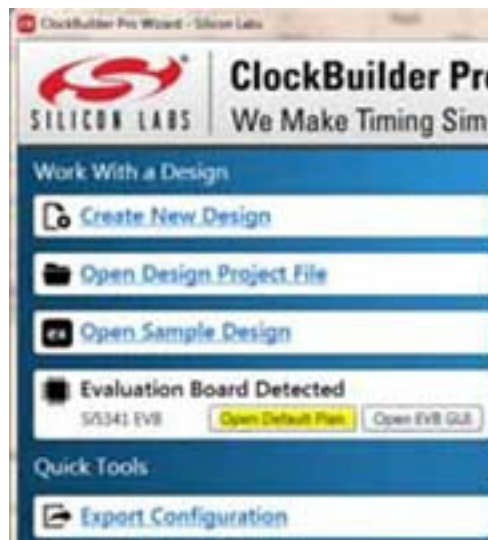 ClockBuilder Pro Wizard - Silicon Labs
SILICON LABS
ClockBuilder Pro
We Make Timing Sim
Work With a Design
Create New Design
Open Design Project File
ex
Open Sample Design
Evaluation Board Detected
Si5341 EVB
Open Default Plan
Open EVB GUI
Quick Tools
Export Configuration